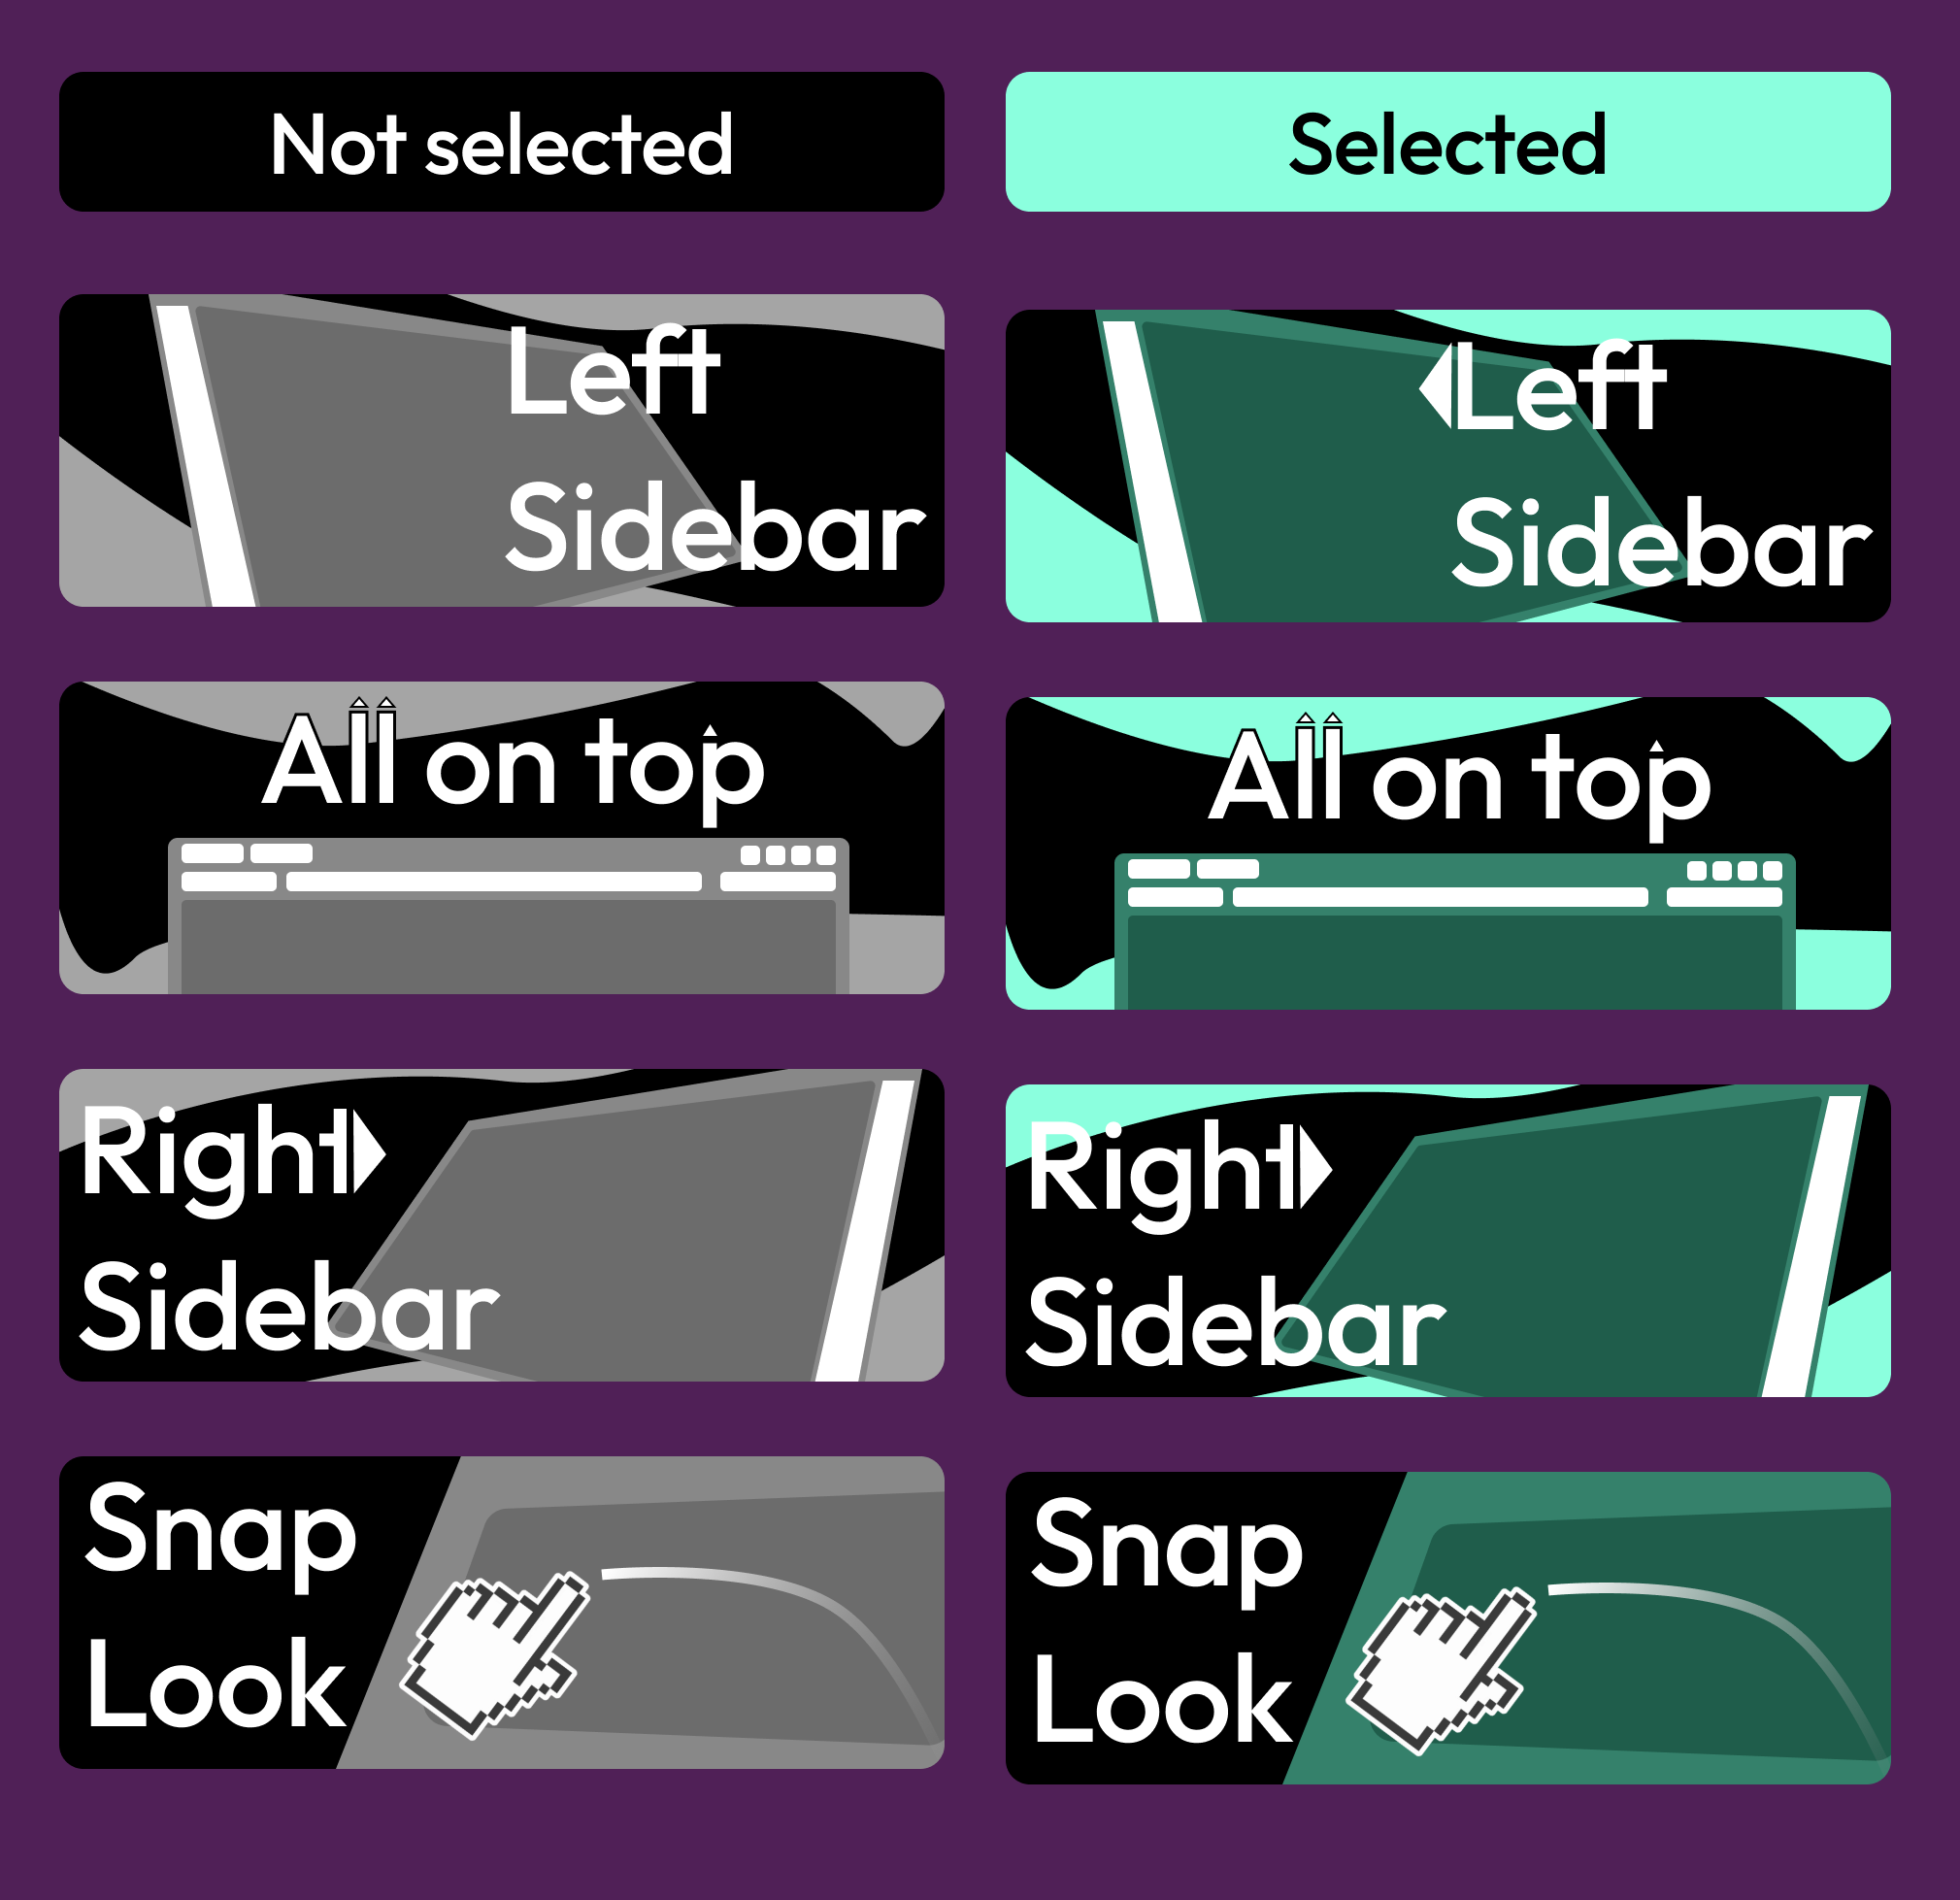 Not selected
Selected
Left
Sidebar
Left
Sidebar
All on top
All on top
Right
Sidebar
Right
Sidebar
Snap
Look
Snap
Look